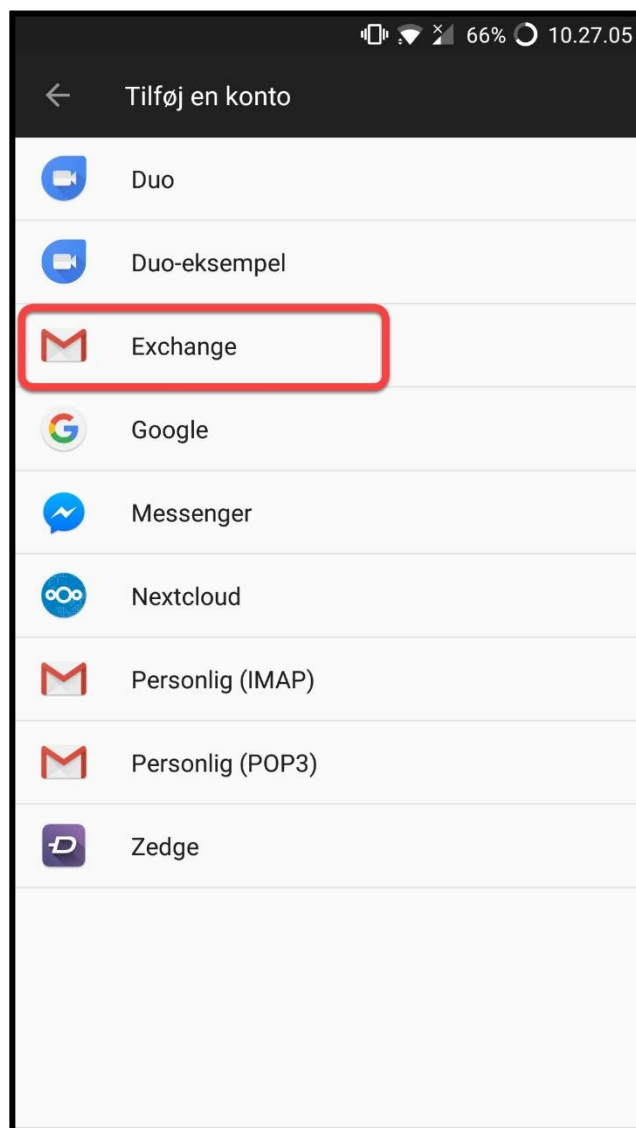 66% 10.27.05
Tilføj en konto
Duo
Duo-eksempel
Exchange
Google
Messenger
Nextcloud
Personlig (IMAP)
Personlig (POP3)
Zedge